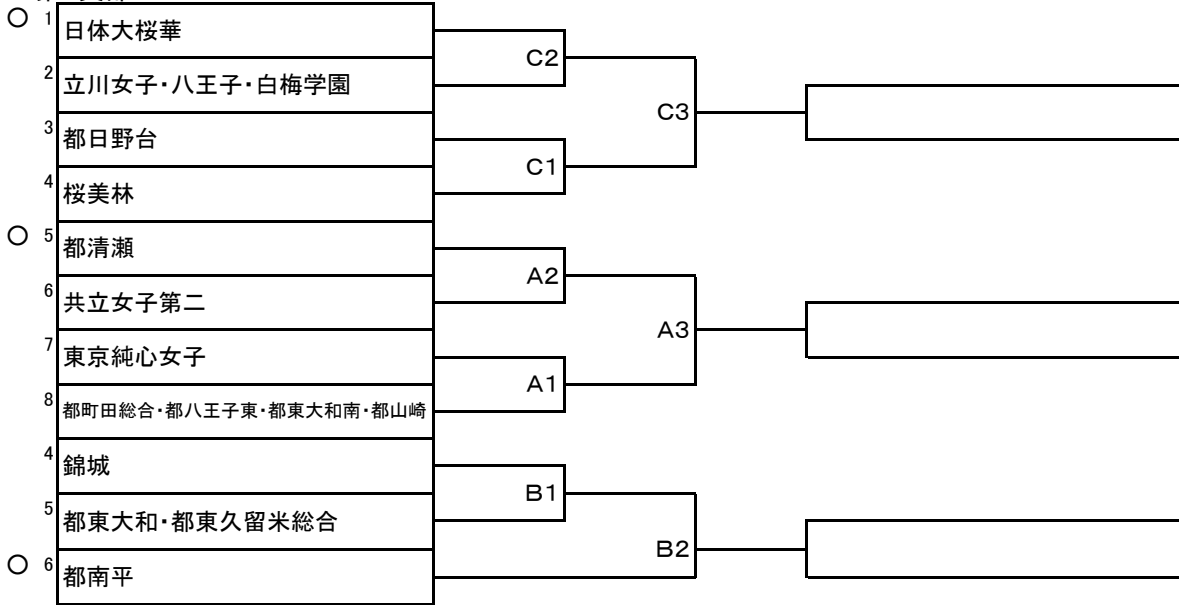 ○ 1 日体大桜華
2 立川女子・八王子・白梅学園
C2
C3
3 都日野台
C1
4 桜美林
○ 5 都清瀬
A2
6 共立女子第二
A3
7 東京純心女子
A1
8 都町田総合・都八王子東・都東大和南・都山崎
4 錦城
B1
5 都東大和・都東久留米総合
B2
○ 6 都南平